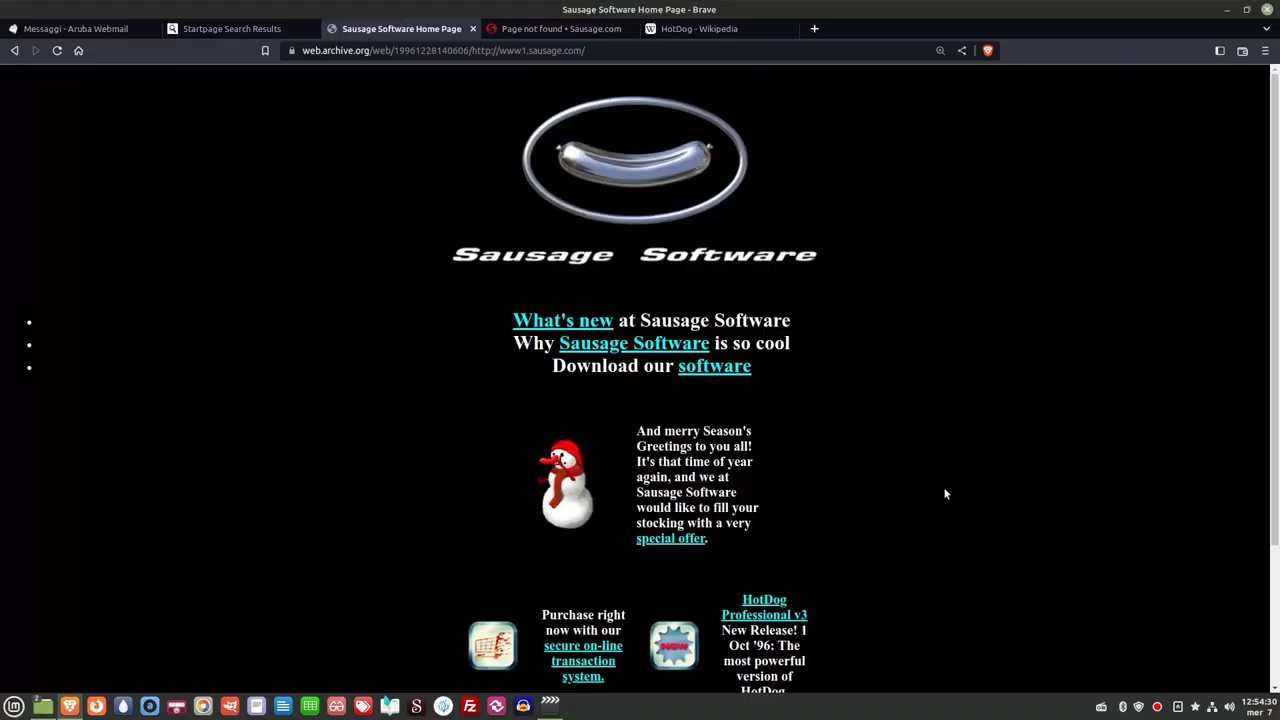 Sausage Software Home Page - Brave
Messaggi - Aruba Webmail
Startpage Search Results
Sausage Software Home Page
Page not found • Sausage.com
HotDog - Wikipedia
web.archive.org/web/19961228140606/http://www1.sausage.com/
Sausage Software
What's new at Sausage Software
Why Sausage Software is so cool
Download our software
And merry Season's
Greetings to you all!
It's that time of year
again, and we at
Sausage Software
would like to fill your
stocking with a very
special offer.
Purchase right
now with our
secure on-line
transaction
system.
NEW
HotDog
Professional v3
New Release! 1
Oct '96: The
most powerful
version of
HotDog
2
12:54:30
mer 7